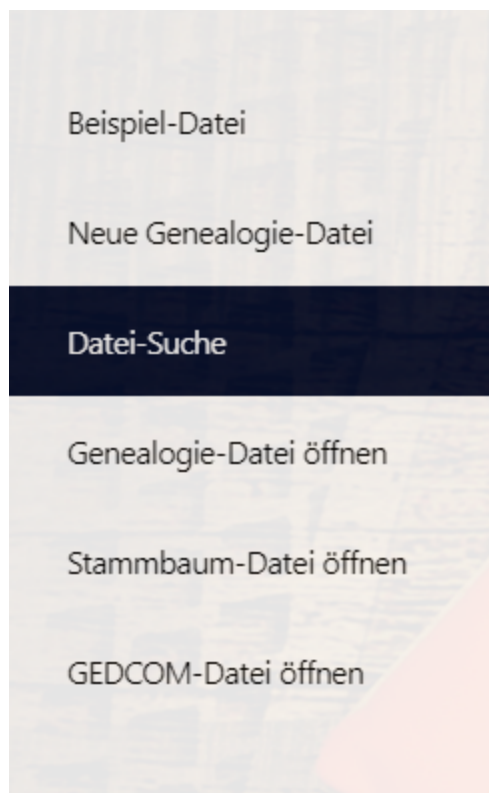 Beispiel-Datei
Neue Genealogie-Datei
Datei-Suche
Genealogie-Datei öffnen
Stammbaum-Datei öffnen
GEDCOM-Datei öffnen